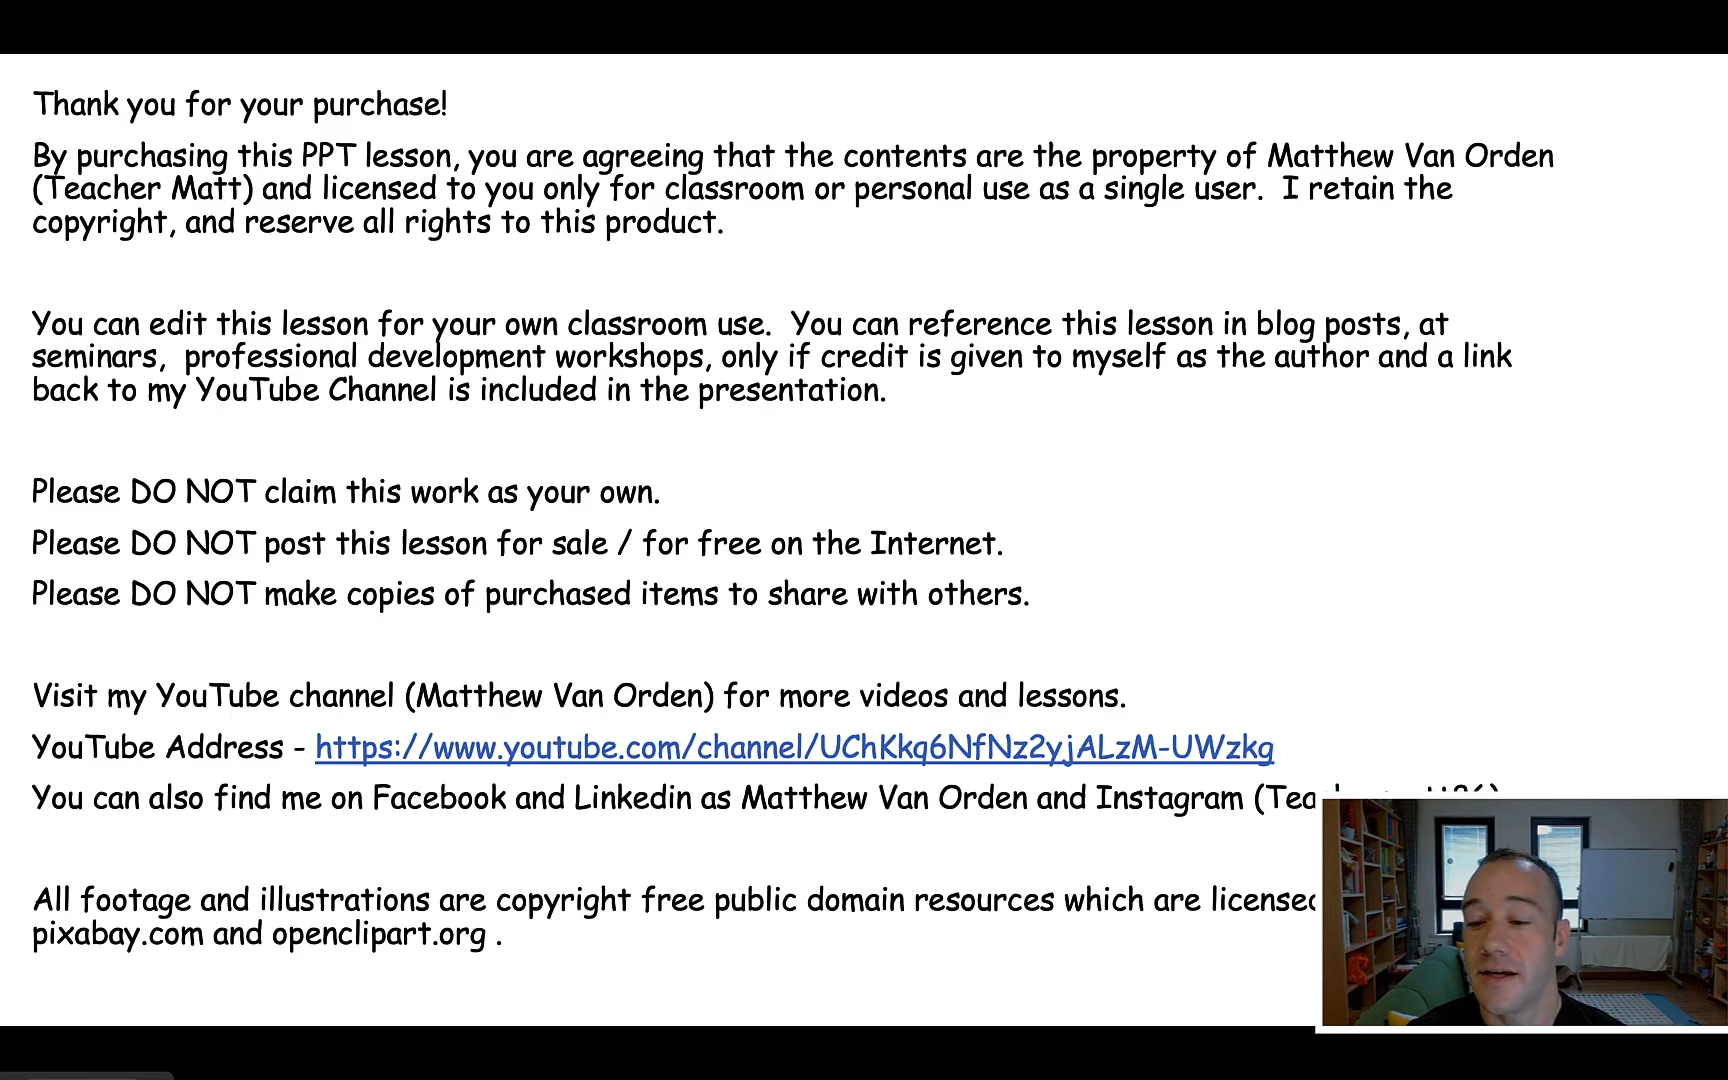 Thank you for your purchase!
By purchasing this PPT lesson, you are agreeing that the contents are the property of Matthew Van Orden
(Teacher Matt) and licensed to you only for classroom or personal use as a single user.  I retain the
copyright, and reserve all rights to this product.
You can edit this lesson for your own classroom use.  You can reference this lesson in blog posts, at
seminars,  professional development workshops, only if credit is given to myself as the author and a link
back to my YouTube Channel is included in the presentation.
Please DO NOT claim this work as your own.
Please DO NOT post this lesson for sale / for free on the Internet.
Please DO NOT make copies of purchased items to share with others.
Visit my YouTube channel (Matthew Van Orden) for more videos and lessons.
YouTube Address - https://www.youtube.com/channel/UChKkq6NfNz2yjALzM-UWzkg
You can also find me on Facebook and Linkedin as Matthew Van Orden and Instagram
All footage and illustrations are copyright free public domain resources which are
pixabay.com and openclipart.org .